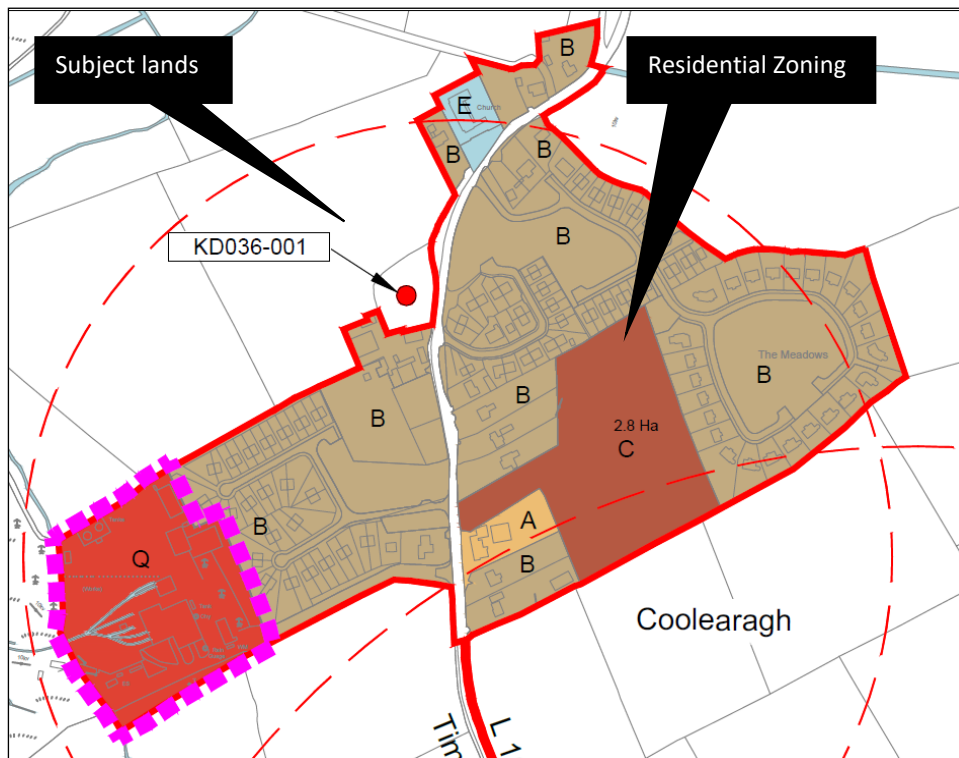 Subject lands
Residential Zoning
B
Church
E
B
B
KD036-001
B
The Meadows
B
B
B
2.8 Ha
C
A
B
Q
B
Coolearagh
Tim
L 1